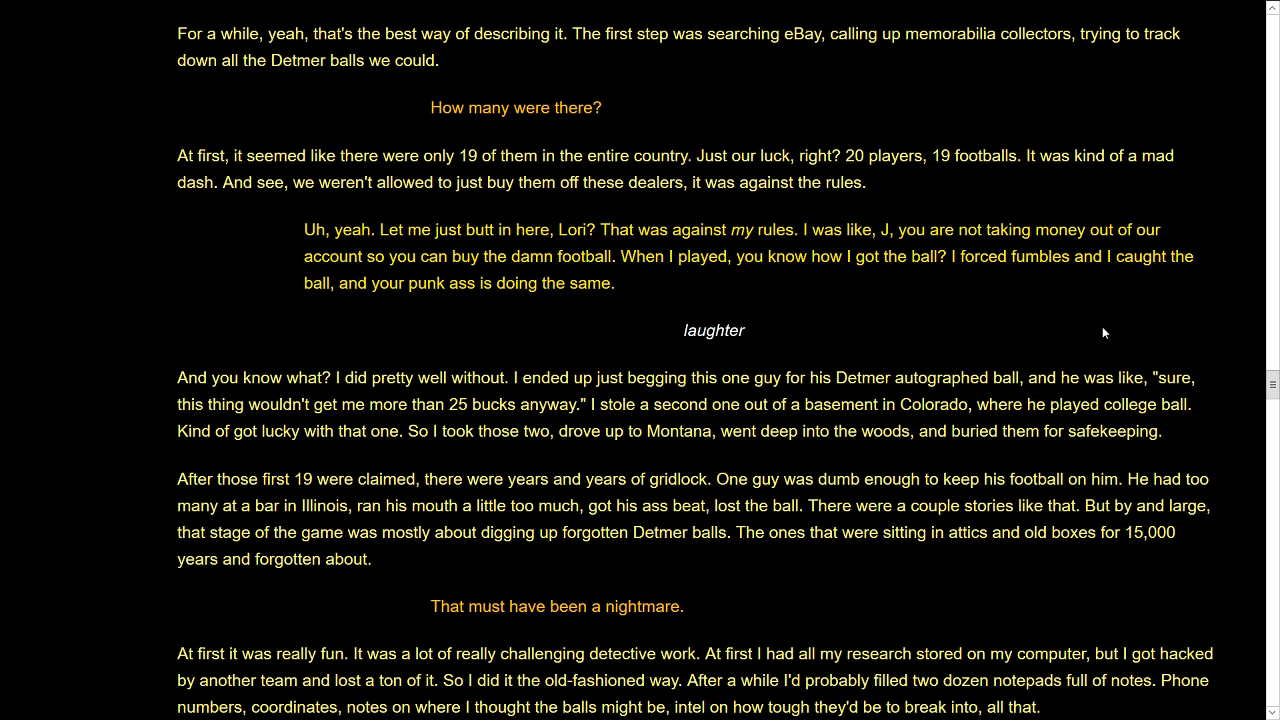 For a while, yeah, that's the best way of describing it. The first step was searching eBay, calling up memorabilia collectors, trying to track
down all the Detmer balls we could.
How many were there?
At first, it seemed like there were only 19 of them in the entire country. Just our luck, right? 20 players, 19 footballs. It was kind of a mad
dash. And see, we weren't allowed to just buy them off these dealers, it was against the rules.
Uh, yeah. Let me just butt in here, Lori? That was against my rules. I was like, J, you are not taking money out of our
account so you can buy the damn football. When I played, you know how I got the ball? I forced fumbles and I caught the
ball, and your punk ass is doing the same.
laughter
And you know what? I did pretty well without. I ended up just begging this one guy for his Detmer autographed ball, and he was like, "sure,
this thing wouldn't get me more than 25 bucks anyway." I stole a second one out of a basement in Colorado, where he played college ball.
Kind of got lucky with that one. So I took those two, drove up to Montana, went deep into the woods, and buried them for safekeeping.
After those first 19 were claimed, there were years and years of gridlock. One guy was dumb enough to keep his football on him. He had too
many at a bar in Illinois, ran his mouth a little too much, got his ass beat, lost the ball. There were a couple stories like that. But by and large,
that stage of the game was mostly about digging up forgotten Detmer balls. The ones that were sitting in attics and old boxes for 15,000
years and forgotten about.
That must have been a nightmare.
At first it was really fun. It was a lot of really challenging detective work. At first I had all my research stored on my computer, but I got hacked
by another team and lost a ton of it. So I did it the old-fashioned way. After a while I'd probably filled two dozen notepads full of notes. Phone
numbers, coordinates, notes on where I thought the balls might be, intel on how tough they'd be to break into, all that.